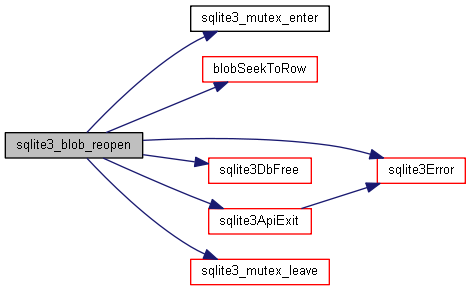 sqlite3_mutex_enter
blobSeekToRow
sqlite3_blob_reopen
sqlite3DbFree
sqlite3Error
sqlite3ApiExit
sqlite3_mutex_leave